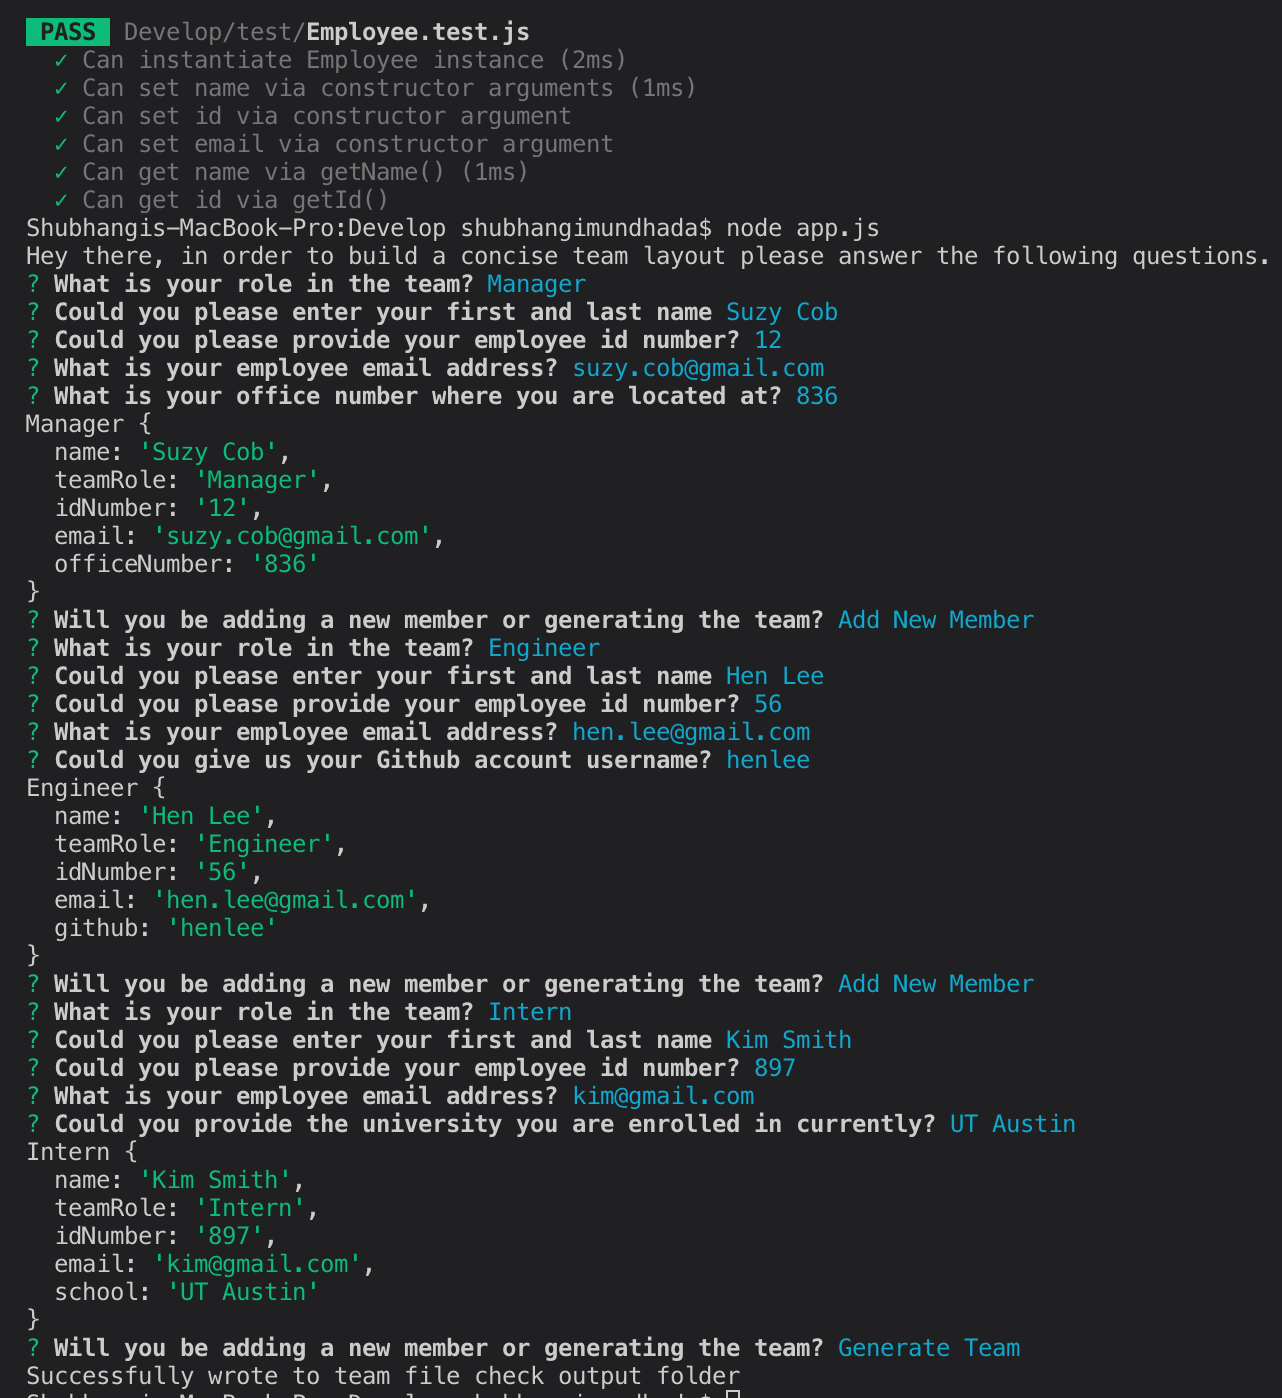 PASS Develop/test/Employee.test.js
✓ Can instantiate Employee instance (2ms)
✓ Can set name via constructor arguments (1ms)
✓ Can set id via constructor argument
✓ Can set email via constructor argument
✓ Can get name via getName() (1ms)
✓ Can get id via getId()
Shubhangis-MacBook-Pro:Develop shubhangimundhada$ node app.js
Hey there, in order to build a concise team layout please answer the following questions.
? What is your role in the team? Manager
? Could you please enter your first and last name Suzy Cob
? Could you please provide your employee id number? 12
? What is your employee email address? suzy.cob@gmail.com
? What is your office number where you are located at? 836
Manager {
  name: 'Suzy Cob',
  teamRole: 'Manager',
  idNumber: '12',
  email: 'suzy.cob@gmail.com',
  officeNumber: '836'
}
? Will you be adding a new member or generating the team? Add New Member
? What is your role in the team? Engineer
? Could you please enter your first and last name Hen Lee
? Could you please provide your employee id number? 56
? What is your employee email address? hen.lee@gmail.com
? Could you give us your Github account username? henlee
Engineer {
  name: 'Hen Lee',
  teamRole: 'Engineer',
  idNumber: '56',
  email: 'hen.lee@gmail.com',
  github: 'henlee'
}
? Will you be adding a new member or generating the team? Add New Member
? What is your role in the team? Intern
? Could you please enter your first and last name Kim Smith
? Could you please provide your employee id number? 897
? What is your employee email address? kim@gmail.com
? Could you provide the university you are enrolled in currently? UT Austin
Intern {
  name: 'Kim Smith',
  teamRole: 'Intern',
  idNumber: '897',
  email: 'kim@gmail.com',
  school: 'UT Austin'
}
? Will you be adding a new member or generating the team? Generate Team
Successfully wrote to team file check output folder
Shubhangis-MacBook-Pro:Develop shubhangimundhada$